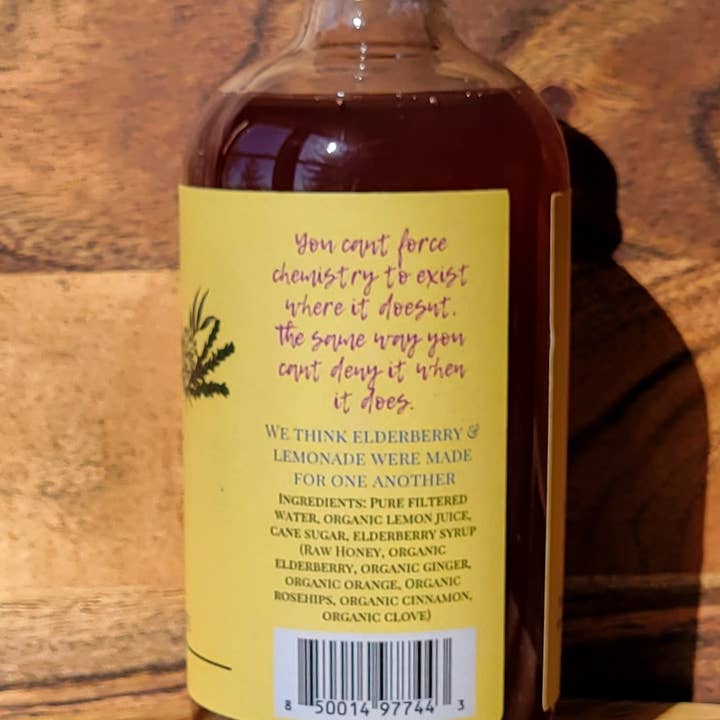 You cant force
chemistry to exist
where it doesnt.
The same way you
cant deny it when
it does.
We think elderberry &
lemonade were made
for one another
Ingredients: Pure filtered
water, organic lemon juice,
cane sugar, elderberry syrup
(Raw Honey, organic
elderberry, organic ginger,
organic orange, Organic
rosehips, organic cinnamon,
organic clove)
8 50014 97744 3